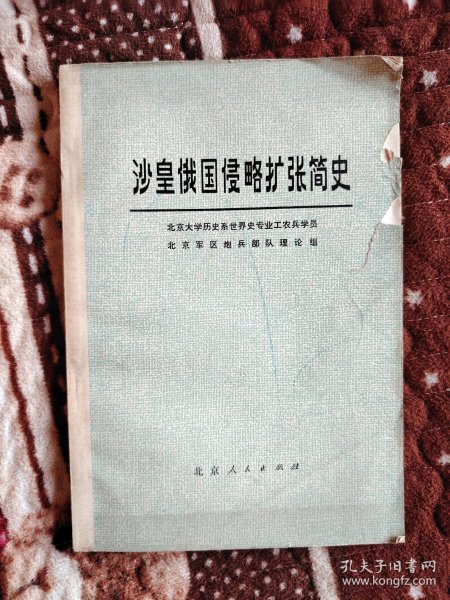 沙皇俄国侵略扩张简史
北京大学历史系世界史专业工农兵学员
北京军区炮兵部队理论组
北京人民出版社
孔夫子旧书网
www.kongfz.com